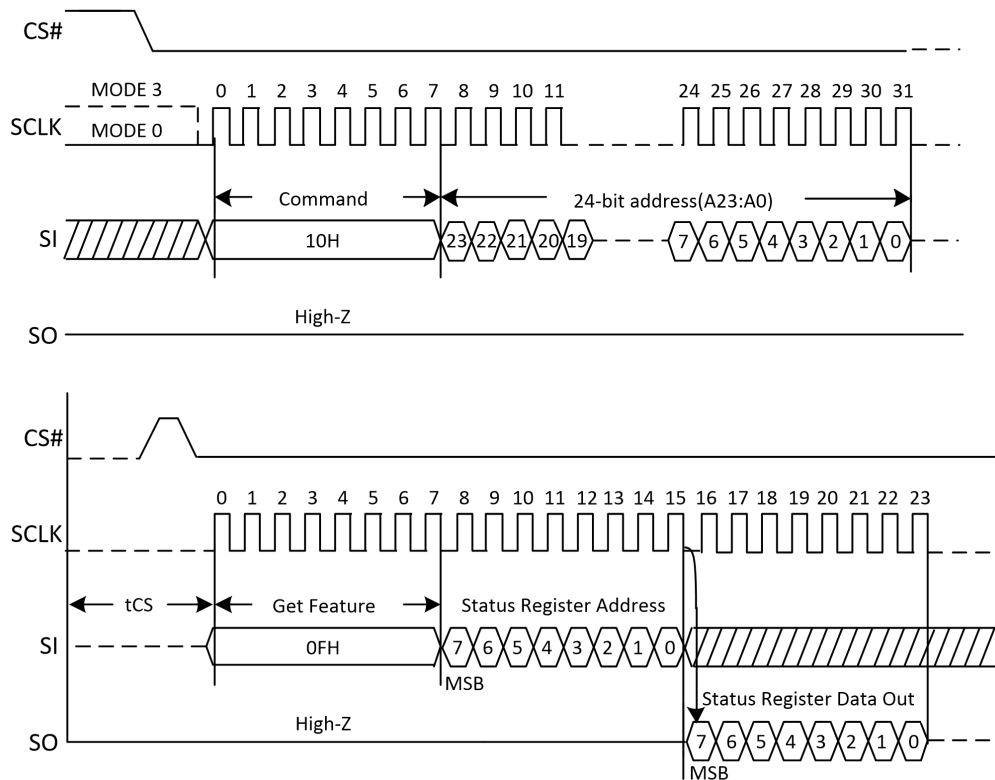 CS#
MODE 3
0 1 2 3 4 5 6 7 8 9 10 11 24 25 26 27 28 29 30 31
SCLK
MODE 0
Command
24-bit address(A23:A0)
SI
10H
23 22 21 20 19 7 6 5 4 3 2 1 0
High-Z
SO
CS#
0 1 2 3 4 5 6 7 8 9 10 11 12 13 14 15 16 17 18 19 20 21 22 23
SCLK
tCS
Get Feature
Status Register Address
SI
0FH
7 6 5 4 3 2 1 0
MSB
Status Register Data Out
High-Z
SO
7 6 5 4 3 2 1 0
MSB